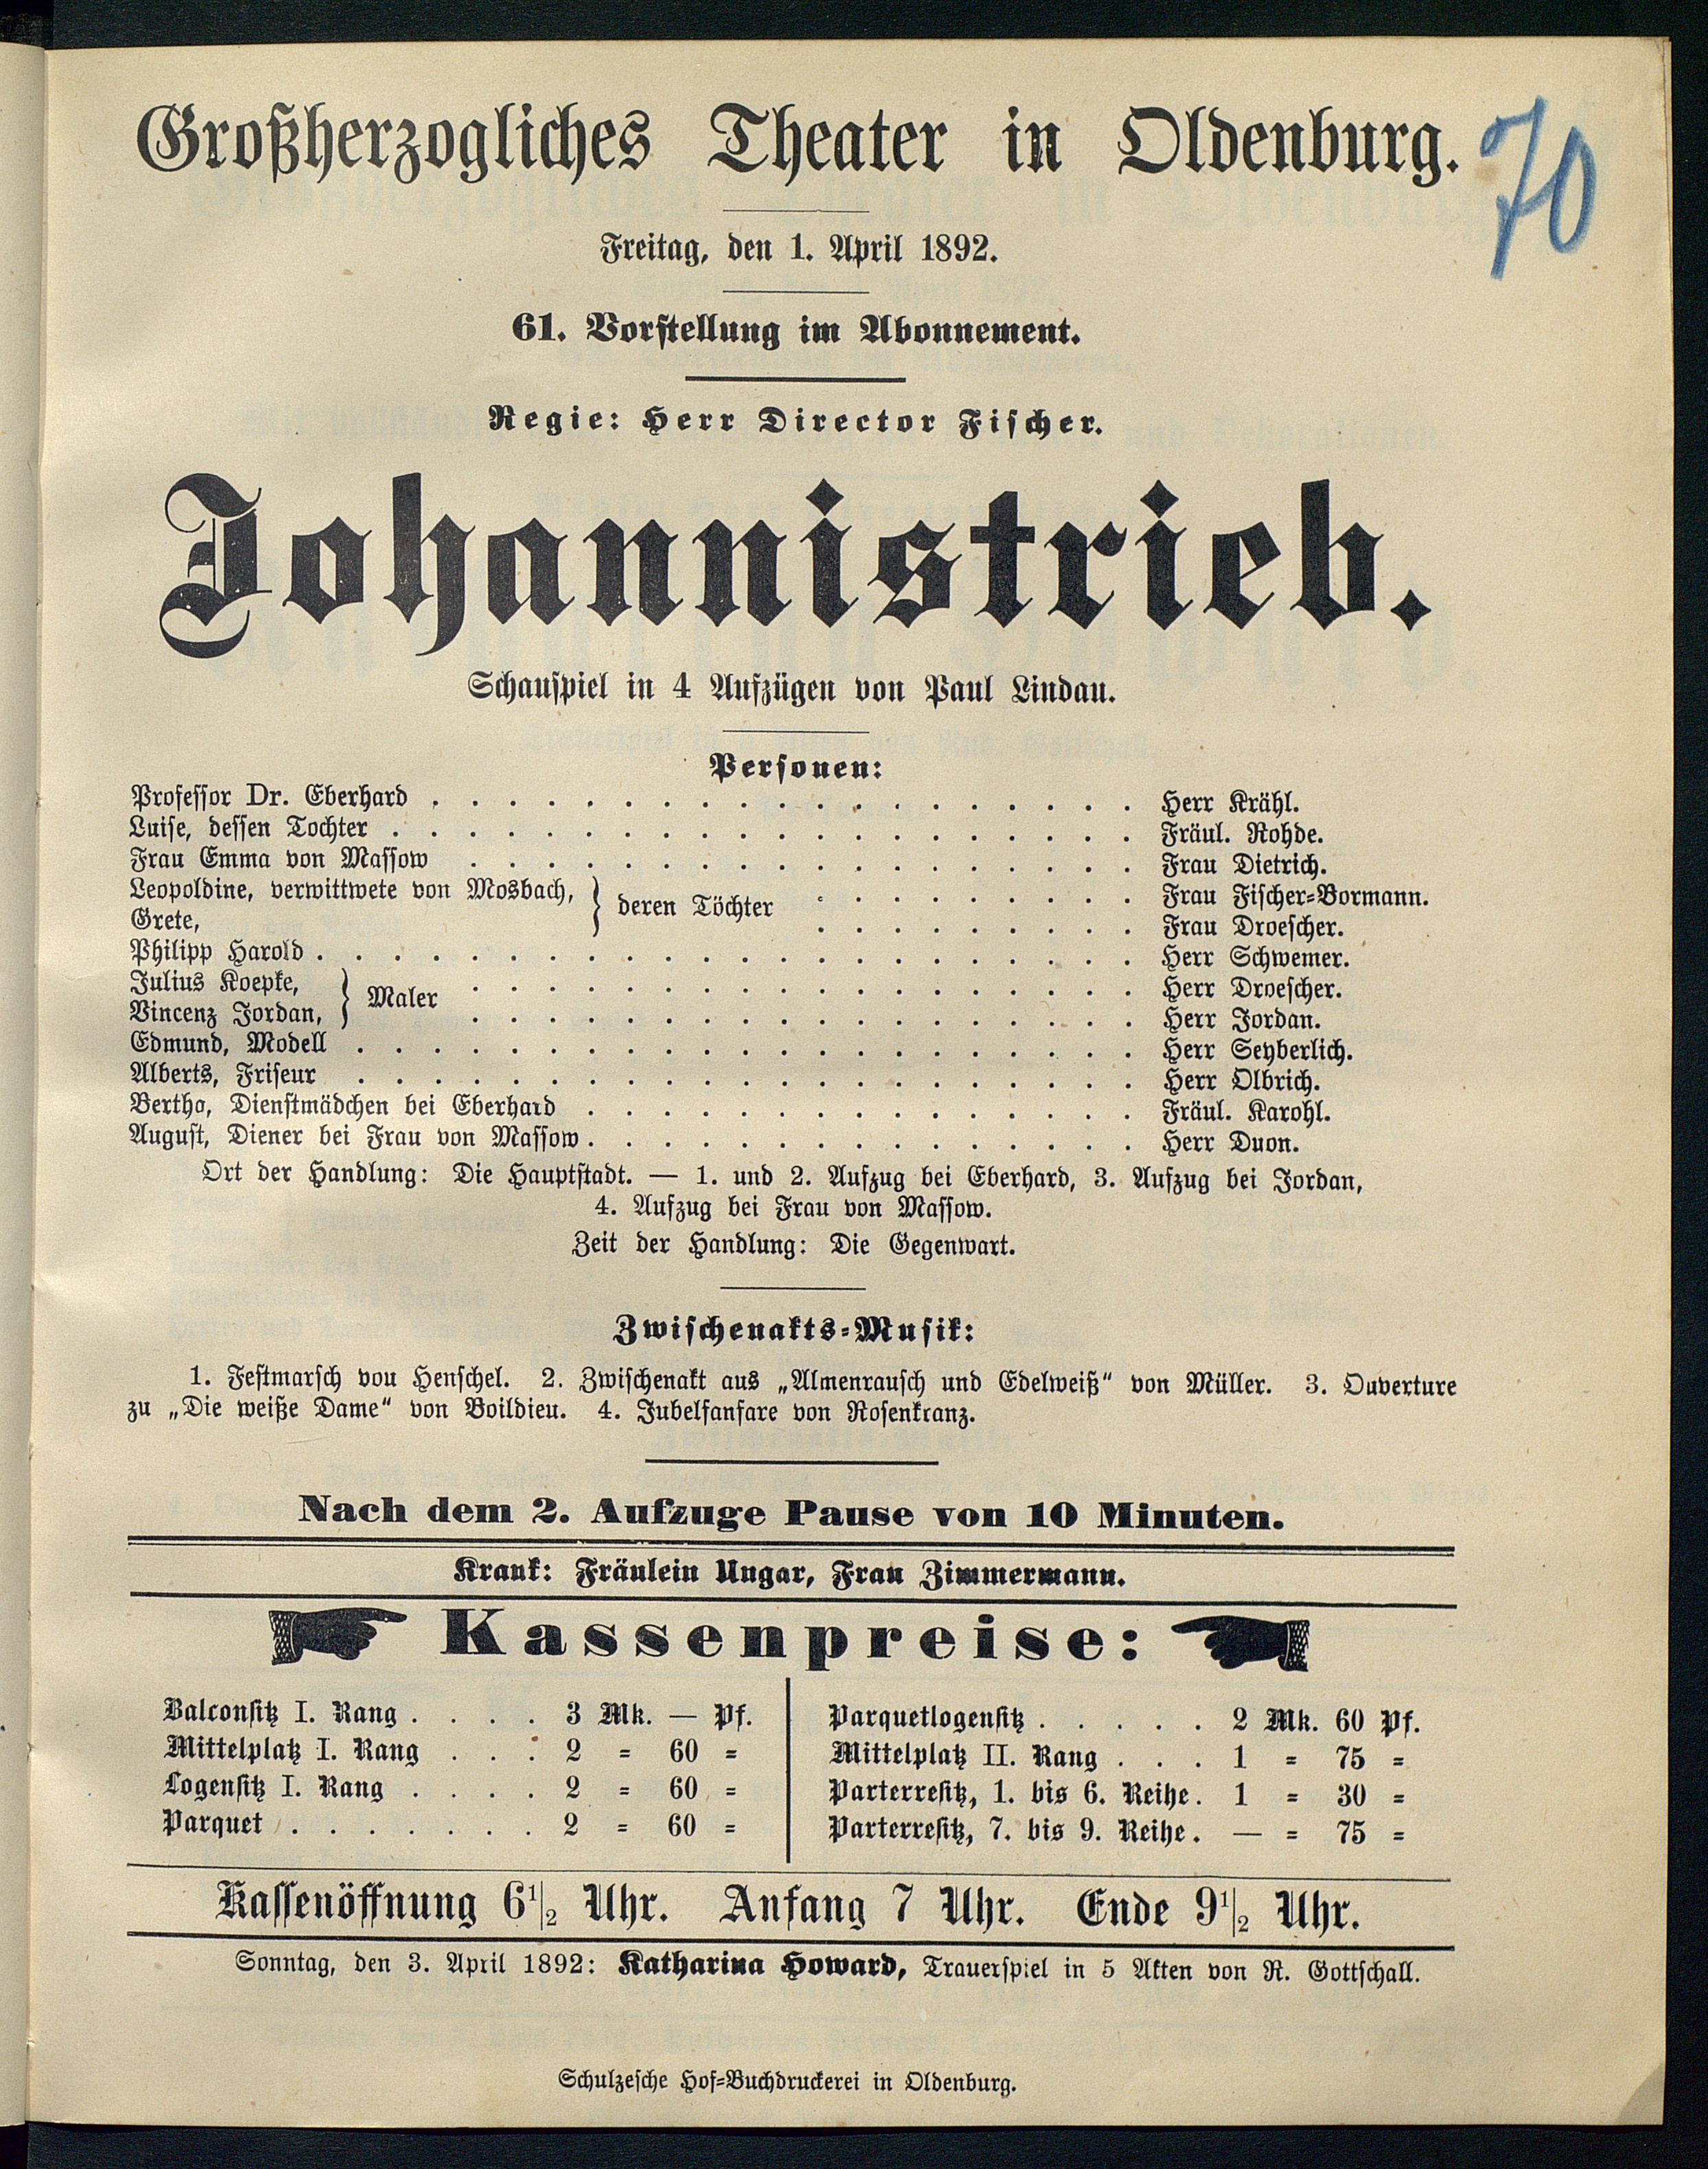 Großherzogliches Theater in Oldenburg.
70
Freitag, den 1. April 1892.
61. Vorstellung im Abonnement.
Regie: Herr Director Fischer.
Johannistrieb.
Schauspiel in 4 Aufzügen von Paul Lindau.
Personen:
Professor Dr. Eberhard . . . . . . . . . . . . . . . . . . . Herr Krähl.
Luise, dessen Tochter . . . . . . . . . . . . . . . . . . . . Fräul. Rohde.
Frau Emma von Massow . . . . . . . . . . . . . . . . . . Frau Dietrich.
Leopoldine, verwittwete von Mosbach, } deren Töchter . . . . . . . . . Frau Fischer-Bormann.
Grete, . . . . . . . . . Frau Droescher.
Philipp Harold . . . . . . . . . . . . . . . . . . . . . . Herr Schwemer.
Julius Koepke, } Maler . . . . . . . . . . . . . . . . . . Herr Droescher.
Vincenz Jordan, . . . . . . . . . . . . . . . . . . Herr Jordan.
Edmund, Modell . . . . . . . . . . . . . . . . . . . . . Herr Seyberlich.
Alberts, Friseur . . . . . . . . . . . . . . . . . . . . . Herr Olbrich.
Bertha, Dienstmädchen bei Eberhard . . . . . . . . . . . . . . . Fräul. Karohl.
August, Diener bei Frau von Massow . . . . . . . . . . . . . . . Herr Duon.
Ort der Handlung: Die Hauptstadt. — 1. und 2. Aufzug bei Eberhard, 3. Aufzug bei Jordan,
4. Aufzug bei Frau von Massow.
Zeit der Handlung: Die Gegenwart.
Zwischenakts-Musik:
1. Festmarsch von Henschel. 2. Zwischenakt aus „Almenrausch und Edelweiß" von Müller. 3. Ouverture
zu „Die weiße Dame" von Boildieu. 4. Jubelfanfare von Rosenkranz.
Nach dem 2. Aufzuge Pause von 10 Minuten.
Krank: Fräulein Ungar, Frau Zimmermann.
Kassenpreise:
Balconsitz I. Rang . . . . 3 Mk. — Pf.
Mittelplatz I. Rang . . . 2 = 60 =
Logensitz I. Rang . . . . 2 = 60 =
Parquet . . . . . . . 2 = 60 =
Parquetlogensitz . . . . . 2 Mk. 60 Pf.
Mittelplatz II. Rang . . . 1 = 75 =
Parterresitz, 1. bis 6. Reihe. 1 = 30 =
Parterresitz, 7. bis 9. Reihe. — = 75 =
Kassenöffnung 6 1/2 Uhr. Anfang 7 Uhr. Ende 9 1/2 Uhr.
Sonntag, den 3. April 1892: Katharina Howard, Trauerspiel in 5 Akten von R. Gottschall.
Schulzesche Hof-Buchdruckerei in Oldenburg.